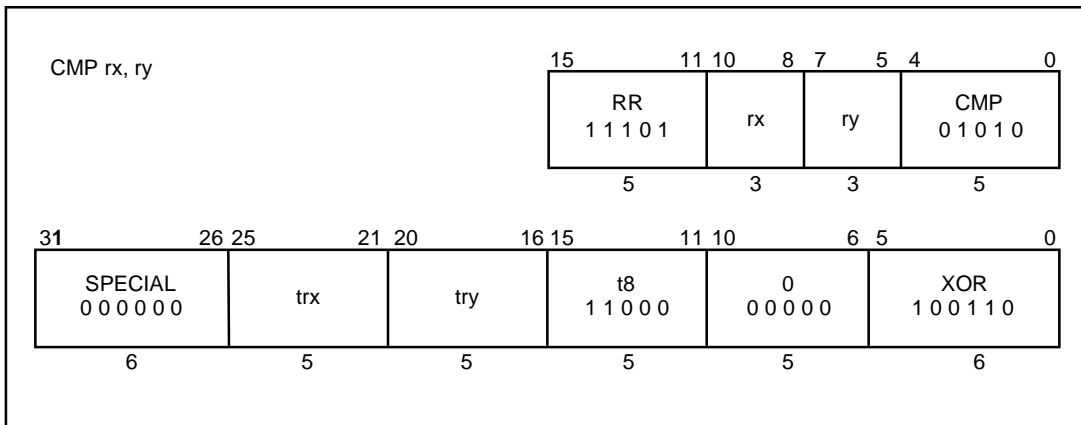 CMP rx, ry
15 11 10 8 7 5 4 0
RR rx ry CMP
1 1 1 0 1 0 1 0 1 0
5 3 3 5
31 26 25 21 20 16 15 11 10 6 5 0
SPECIAL trx try t8 0 XOR
0 0 0 0 0 0 1 1 0 0 0 0 0 0 0 0 1 0 0 1 1 0
6 5 5 5 5 6